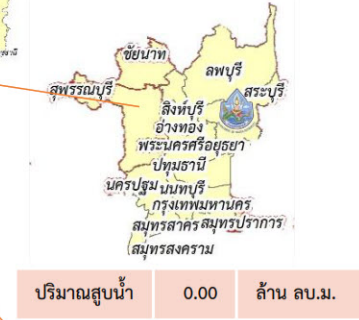 ชัยนาท
ลพบุรี
สุพรรณบุรี
สระบุรี
สิงห์บุรี
อ่างทอง
พระนครศรีอยุธยา
ปทุมธานี
นครปฐม นนทบุรี
กรุงเทพมหานคร
สมุทรสาคร สมุทรปราการ
สมุทรสงคราม
ปริมาณสูบน้ำ 0.00 ล้าน ลบ.ม.